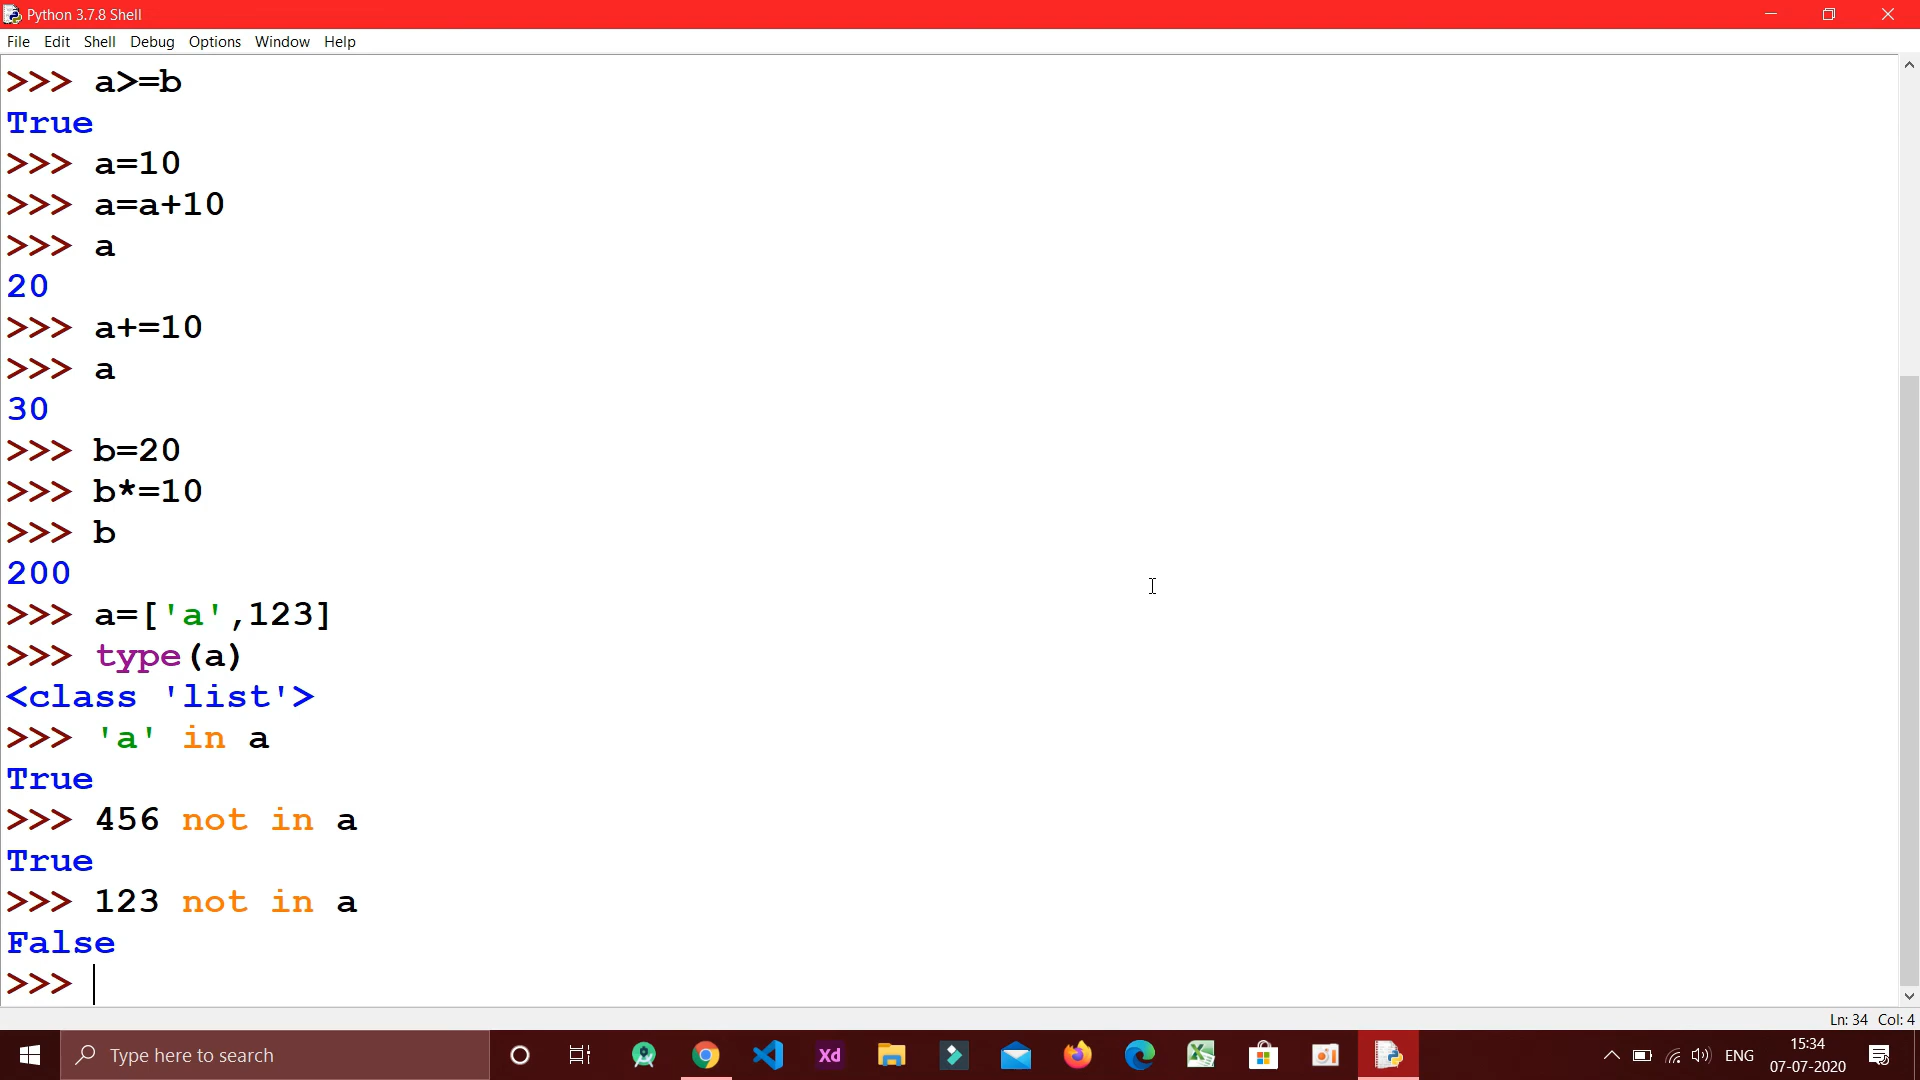 Python 3.7.8 Shell
File Edit Shell Debug Options Window Help
>>> a>=b
True
>>> a=10
>>> a=a+10
>>> a
20
>>> a+=10
>>> a
30
>>> b=20
>>> b*=10
>>> b
200
>>> a=['a',123]
>>> type(a)
<class 'list'>
>>> 'a' in a
True
>>> 456 not in a
True
>>> 123 not in a
False
>>>
Ln: 34 Col: 4
Type here to search
Xd
ENG
15:34
07-07-2020